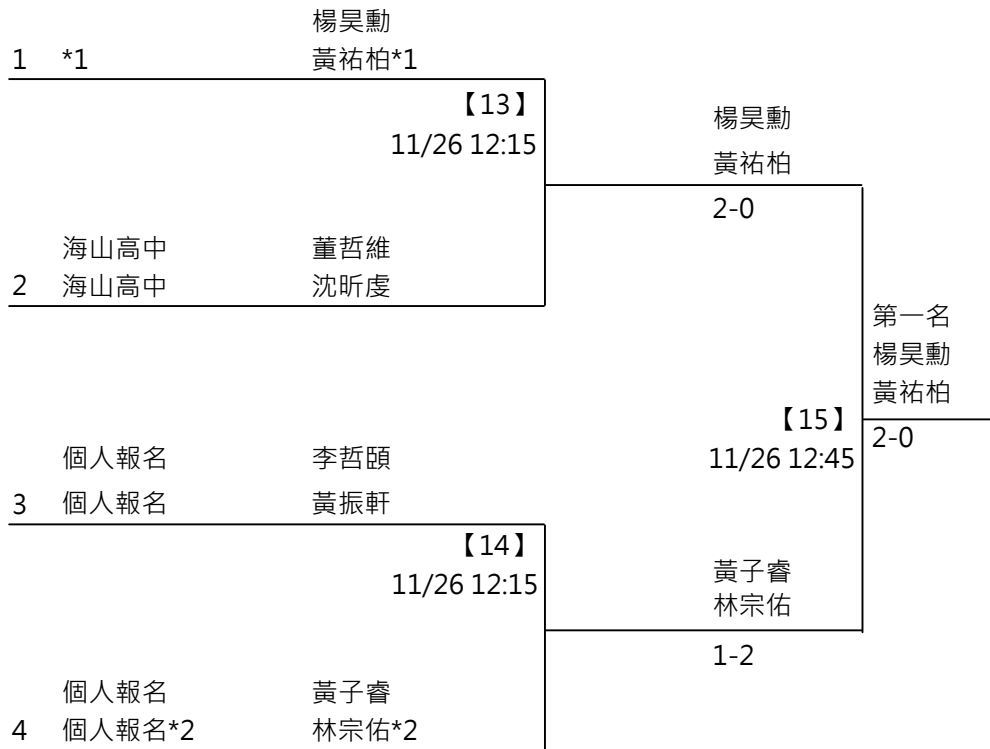 楊昊勳
1 *1 黃祐柏*1
【13】
11/26 12:15
楊昊勳
黃祐柏
2-0
海山高中 董哲維
2 海山高中 沈昕虔
第一名
楊昊勳
黃祐柏
2-0
【15】
11/26 12:45
個人報名 李哲頤
3 個人報名 黃振軒
【14】
11/26 12:15
黃子睿
林宗佑
1-2
個人報名 黃子睿
4 個人報名*2 林宗佑*2